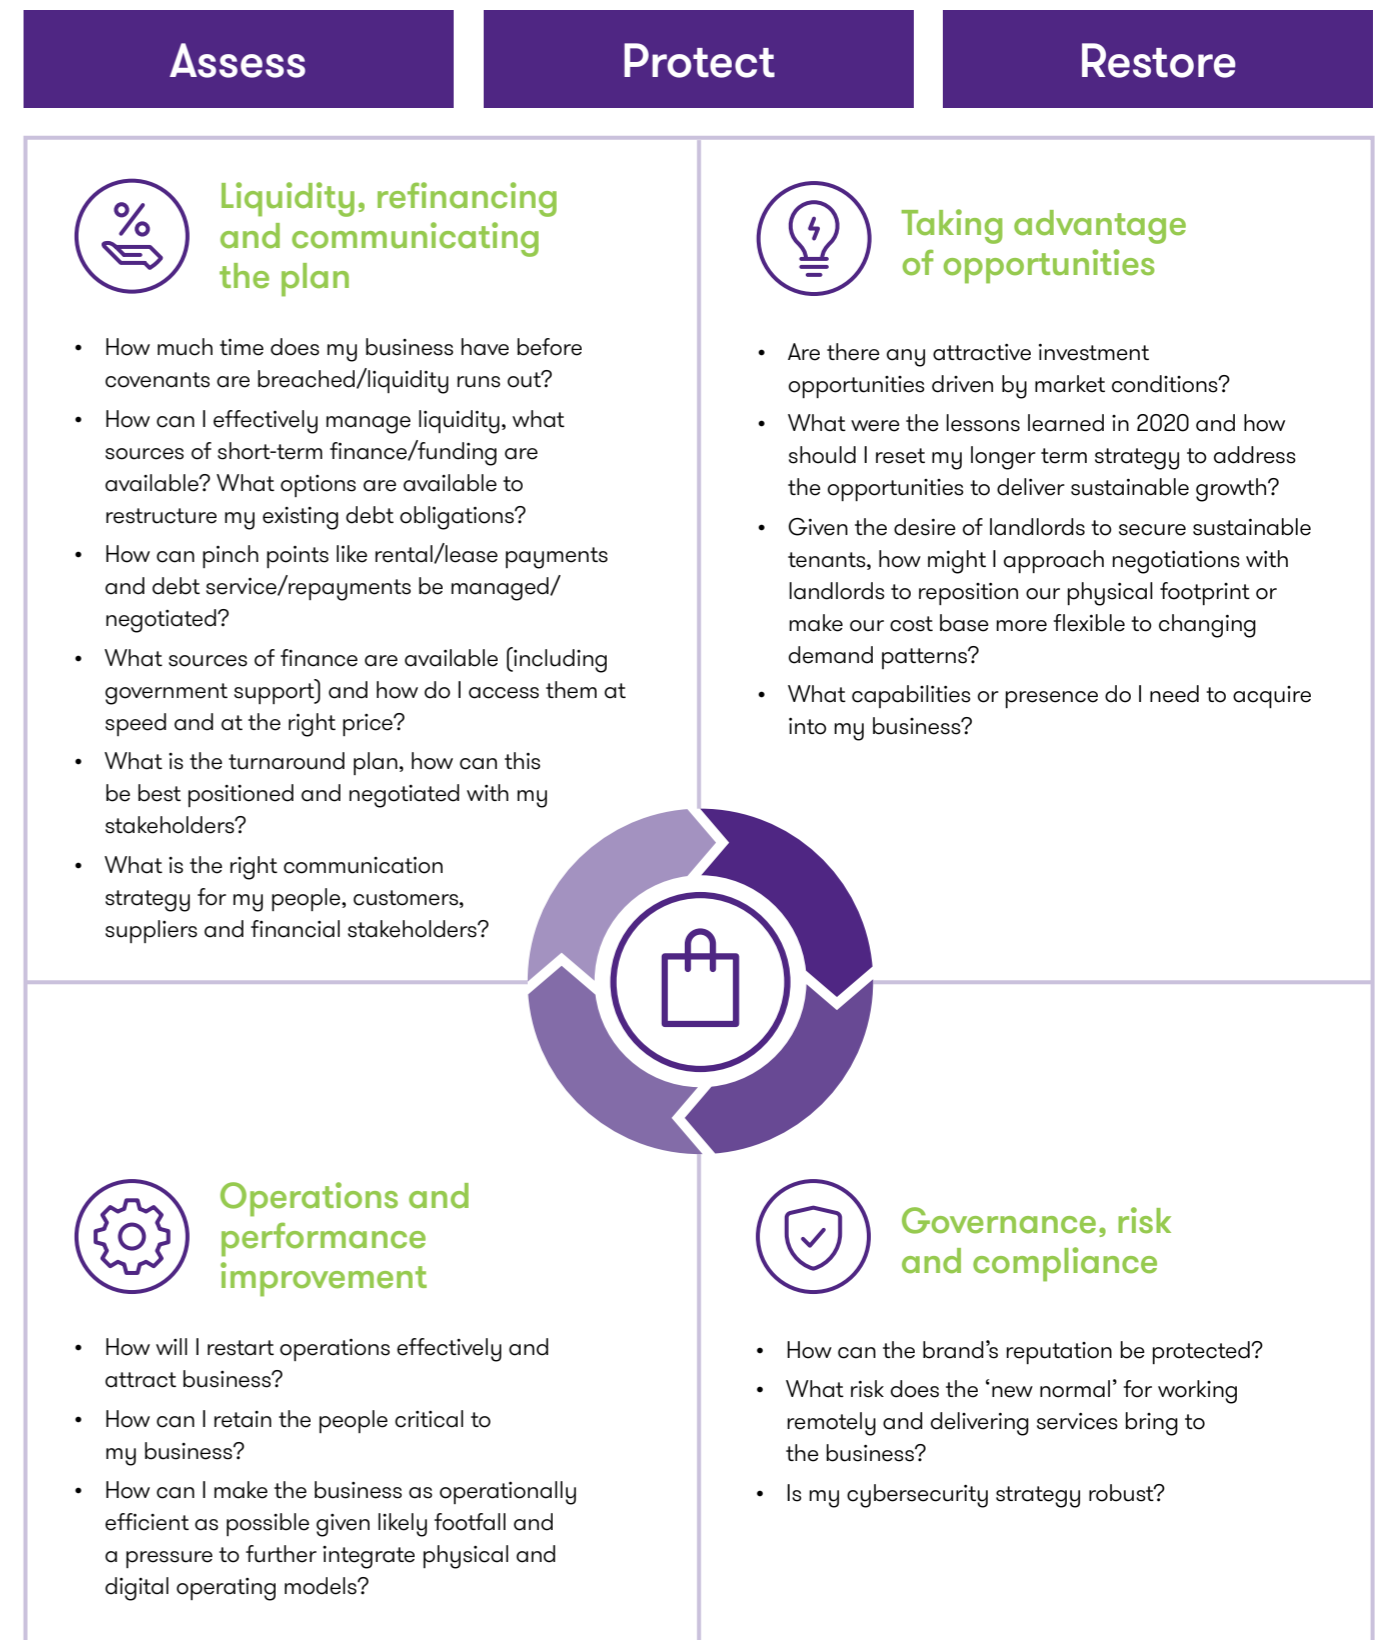 Assess
Protect
Restore
Liquidity, refinancing
and communicating
the plan
• How much time does my business have before
covenants are breached/liquidity runs out?
• How can I effectively manage liquidity, what
sources of short-term finance/funding are
available? What options are available to
restructure my existing debt obligations?
• How can pinch points like rental/lease payments
and debt service/repayments be managed/
negotiated?
• What sources of finance are available (including
government support) and how do I access them at
speed and at the right price?
• What is the turnaround plan, how can this
be best positioned and negotiated with my
stakeholders?
• What is the right communication
strategy for my people, customers,
suppliers and financial stakeholders?
Taking advantage
of opportunities
• Are there any attractive investment
opportunities driven by market conditions?
• What were the lessons learned in 2020 and how
should I reset my longer term strategy to address
the opportunities to deliver sustainable growth?
• Given the desire of landlords to secure sustainable
tenants, how might I approach negotiations with
landlords to reposition our physical footprint or
make our cost base more flexible to changing
demand patterns?
• What capabilities or presence do I need to acquire
into my business?
Operations and
performance
improvement
• How will I restart operations effectively and
attract business?
• How can I retain the people critical to
my business?
• How can I make the business as operationally
efficient as possible given likely footfall and
a pressure to further integrate physical and
digital operating models?
Governance, risk
and compliance
• How can the brand’s reputation be protected?
• What risk does the ‘new normal’ for working
remotely and delivering services bring to
the business?
• Is my cybersecurity strategy robust?